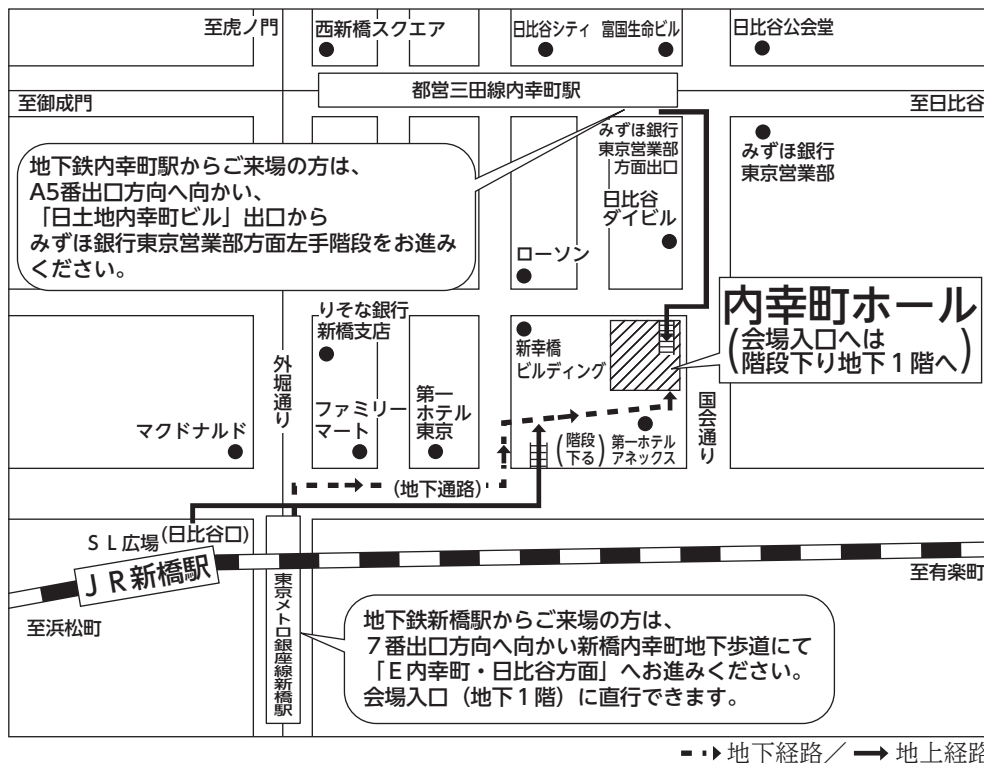 至虎ノ門
西新橋スクエア
日比谷シティ
富国生命ビル
日比谷公会堂
都営三田線内幸町駅
至御成門
至日比谷
みずほ銀行
東京営業部
方面出口
みずほ銀行
東京営業部
地下鉄内幸町駅からご来場の方は、
A5番出口方向へ向かい、
「日土地内幸町ビル」出口から
みずほ銀行東京営業部方面左手階段をお進み
ください。
日比谷
ダイビル
ローソン
内幸町ホール
(会場入口へは
階段下り地下1階へ)
りそな銀行
新橋支店
新幸橋
ビルディング
外堀通り
ファミリー
マート
第一
ホテル
東京
国会通り
マクドナルド
(階段
下る)
第一ホテル
アネックス
(地下通路)
SL広場
(日比谷口)
JR新橋駅
至有楽町
至浜松町
東京メトロ銀座線新橋駅
地下鉄新橋駅からご来場の方は、
7番出口方向へ向かい新橋内幸町地下歩道にて
「E内幸町・日比谷方面」へお進みください。
会場入口(地下1階)に直行できます。
地下経路/地上経路